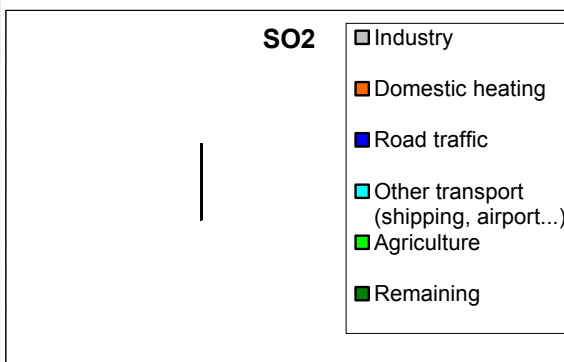 SO2
Industry
Domestic heating
Road traffic
Other transport
(shipping, airport...)
Agriculture
Remaining